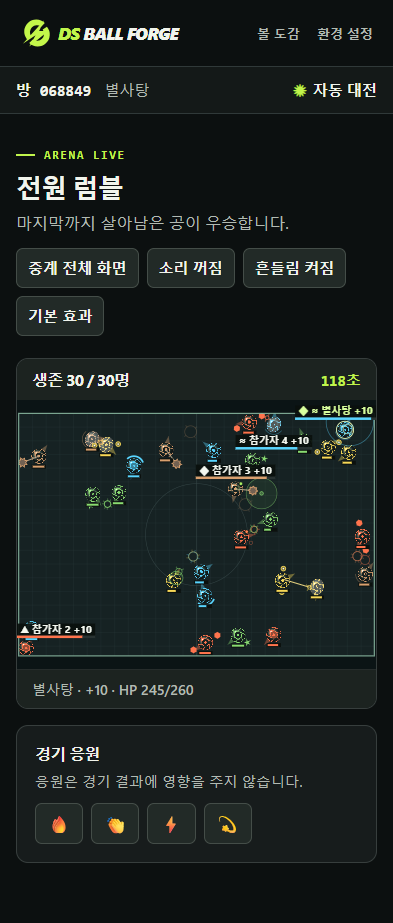 DS BALL FORGE
볼 도감
환경 설정
방 068849 별사탕
자동 대전
ARENA LIVE
전원 럼블
마지막까지 살아남은 공이 우승합니다.
중계 전체 화면
소리 꺼짐
흔들림 켜짐
기본 효과
생존 30 / 30명
118초
◆ ≈ 별사탕 +10
≈ 참가자 4 +10
◆ 참가자 3 +10
▲ 참가자 2 +10
별사탕 · +10 · HP 245/260
경기 응원
응원은 경기 결과에 영향을 주지 않습니다.